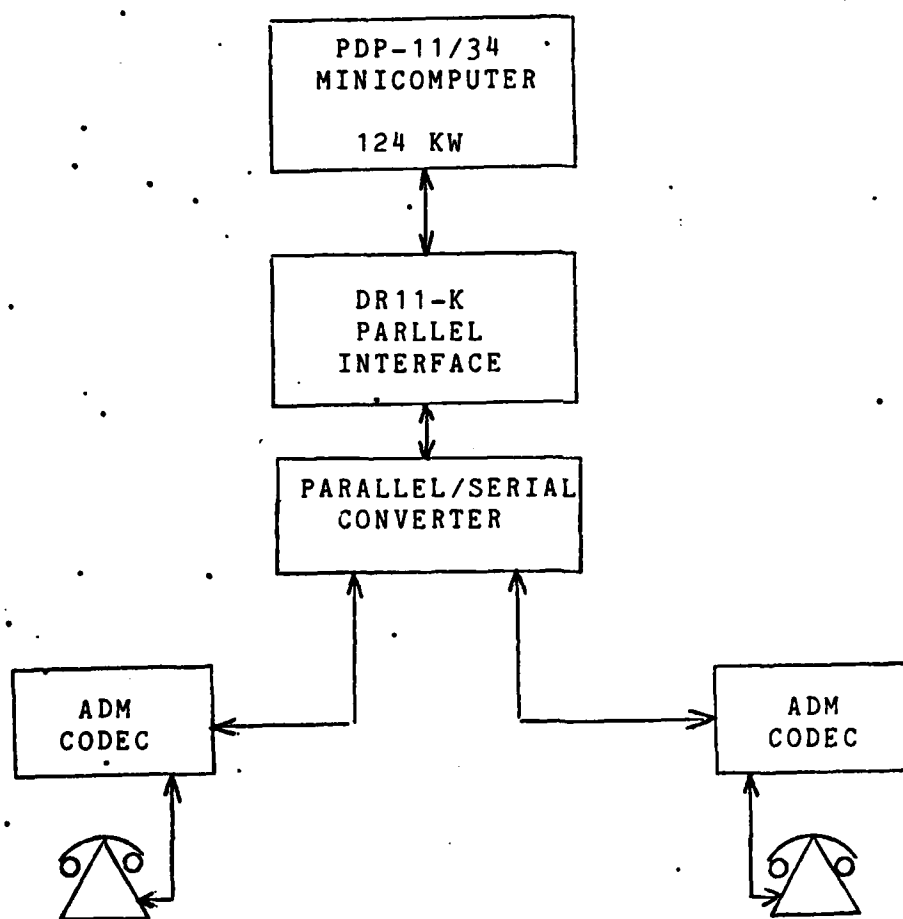 PDP-11/34
MINICOMPUTER
124 KW
DR11-K
PARLLEL
INTERFACE
PARALLEL/SERIAL
CONVERTER
ADM
CODEC
ADM
CODEC